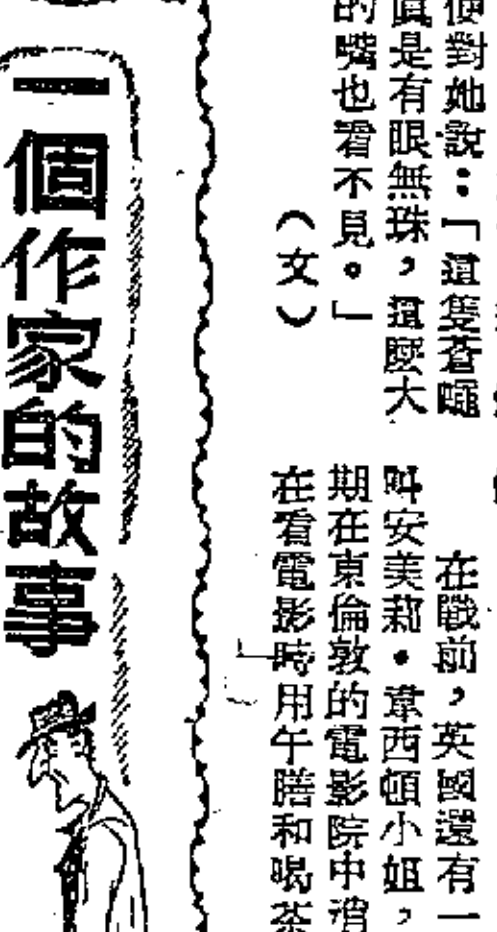 便對她說：「這隻蒼蠅
真是有眼無珠，這麼大
的嘴也看不見。」
（文）
在戰前，英國還有一
叫安美莉・韋西頓小姐，
期在東倫敦的電影院中消
在看電影時用午膳和喝茶
一個作家的故事